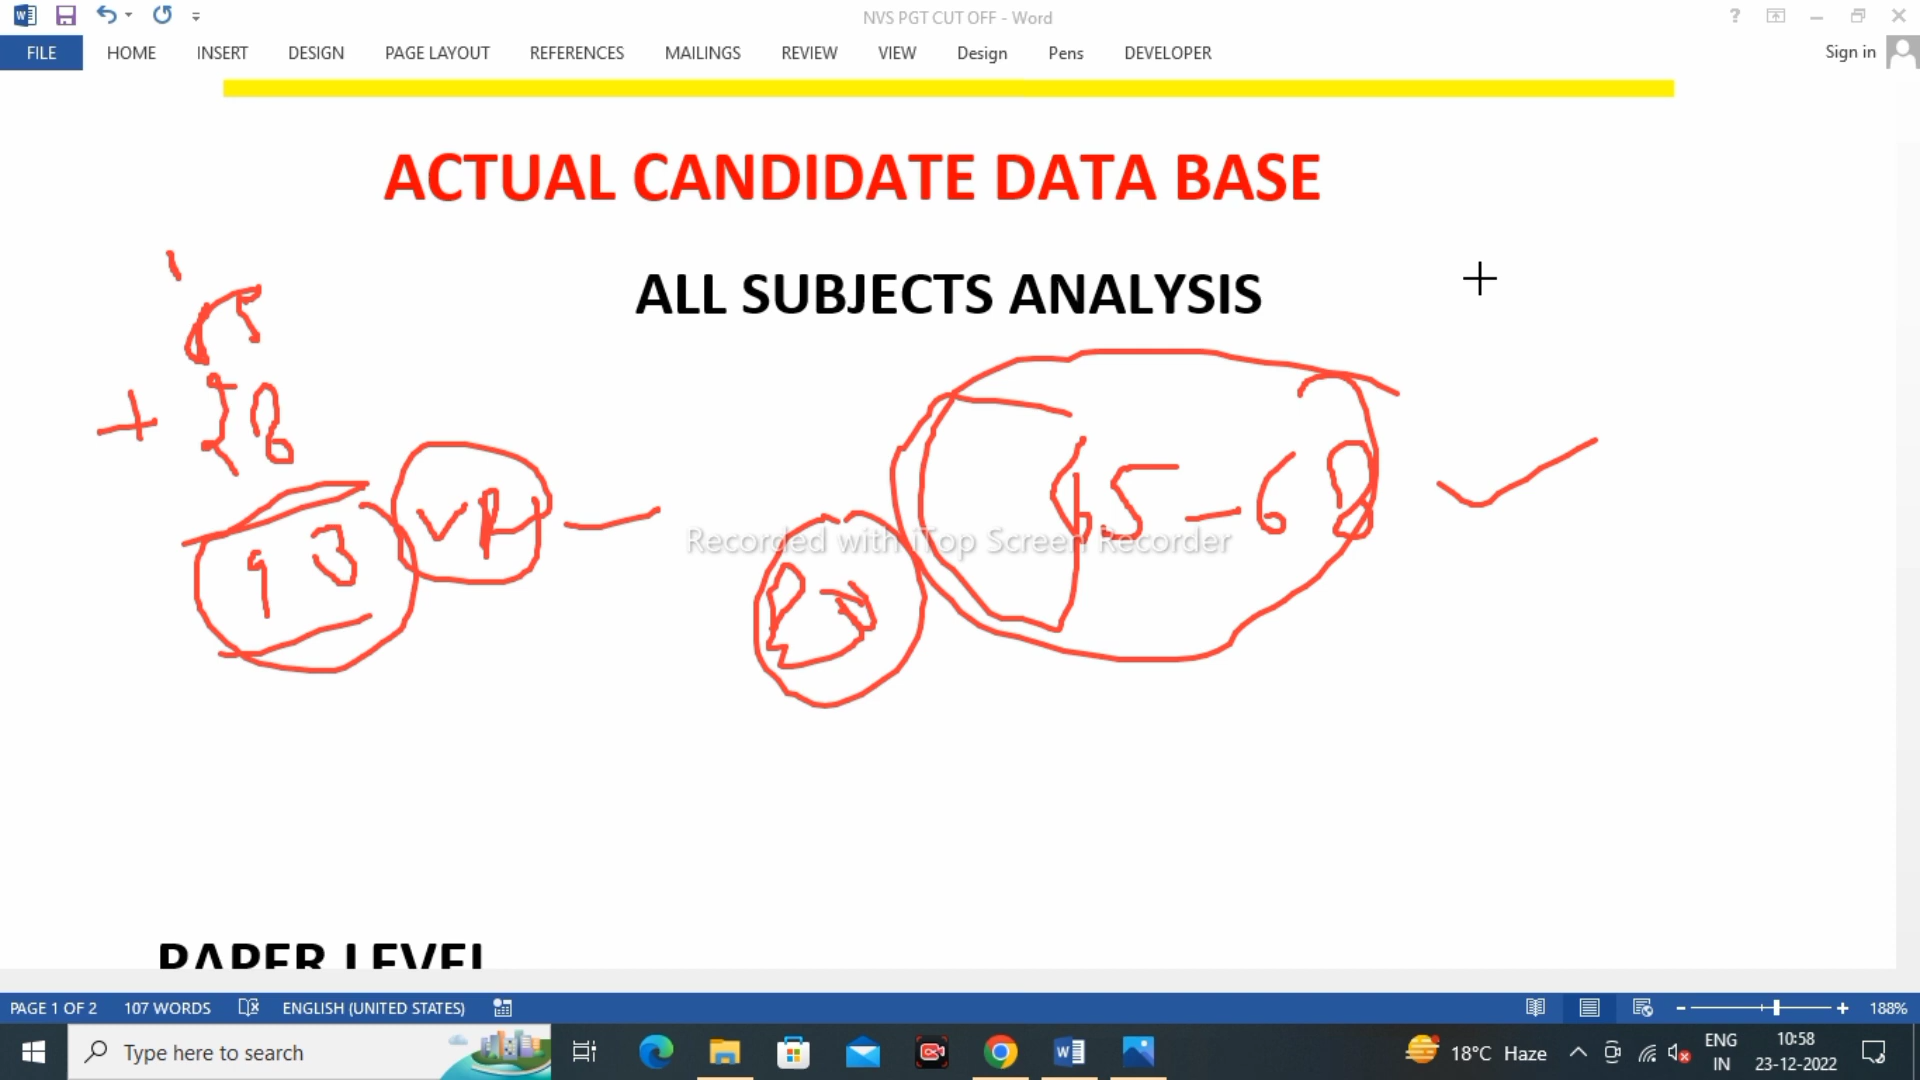 NVS PGT CUT OFF - Word
FILE HOME INSERT DESIGN PAGE LAYOUT REFERENCES MAILINGS REVIEW VIEW Design Pens DEVELOPER Sign in
ACTUAL CANDIDATE DATA BASE
ALL SUBJECTS ANALYSIS
+
93
65-68
Recorded with iTop Screen Recorder
PAPER LEVEL
PAGE 1 OF 2 107 WORDS ENGLISH (UNITED STATES) 188%
Type here to search 18°C Haze ENG 10:58
IN 23-12-2022